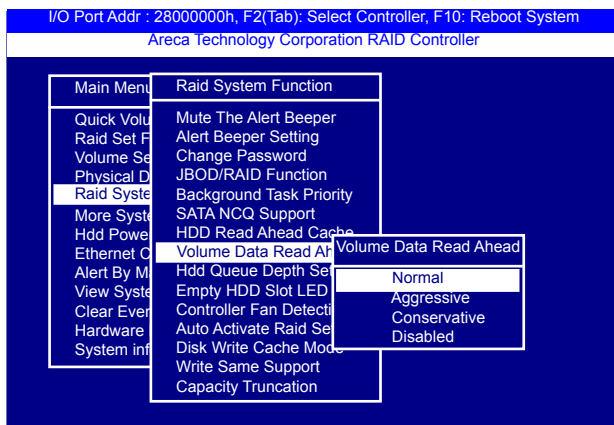 I/O Port Addr : 28000000h, F2(Tab): Select Controller, F10: Reboot System
Areca Technology Corporation RAID Controller
Main Menu
Quick Volu
Raid Set F
Volume Se
Physical D
Raid Syste
More Syste
Hdd Power
Ethernet C
Alert By M
View Syste
Clear Even
Hardware
System inf
Raid System Function
Mute The Alert Beeper
Alert Beeper Setting
Change Password
JBOD/RAID Function
Background Task Priority
SATA NCQ Support
HDD Read Ahead Cache
Volume Data Read Ah
Hdd Queue Depth Set
Empty HDD Slot LED
Controller Fan Detecti
Auto Activate Raid Set
Disk Write Cache Mode
Write Same Support
Capacity Truncation
Volume Data Read Ahead
Normal
Aggressive
Conservative
Disabled